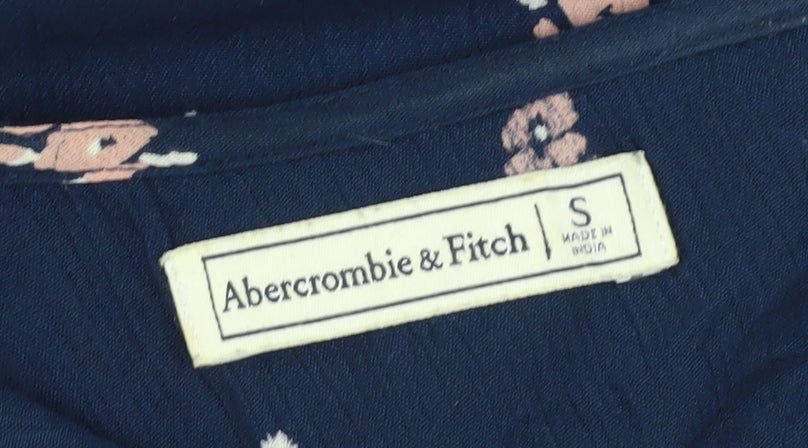 Abercrombie & Fitch | S
MADE IN
INDIA